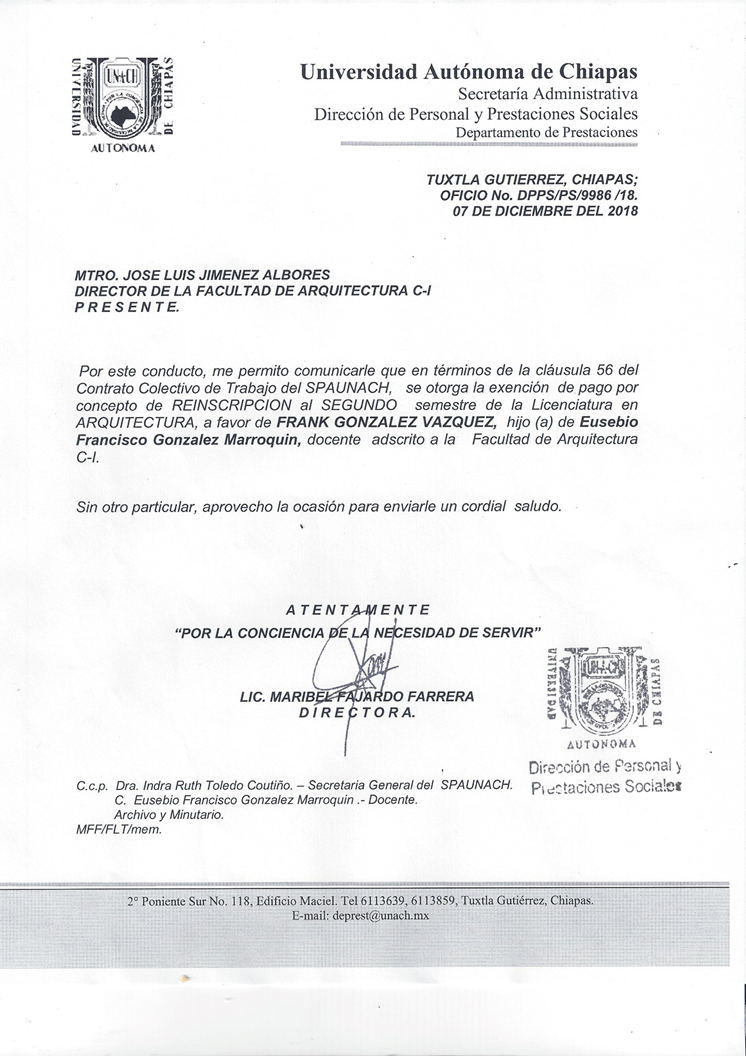 UNIVERSIDAD
UNACH
DE CHIAPAS
AUTONOMA
Universidad Autónoma de Chiapas
Secretaría Administrativa
Dirección de Personal y Prestaciones Sociales
Departamento de Prestaciones
TUXTLA GUTIERREZ, CHIAPAS;
OFICIO No. DPPS/PS/9986 /18.
07 DE DICIEMBRE DEL 2018
MTRO. JOSE LUIS JIMENEZ ALBORES
DIRECTOR DE LA FACULTAD DE ARQUITECTURA C-I
P R E S E N T E.
Por este conducto, me permito comunicarle que en términos de la cláusula 56 del
Contrato Colectivo de Trabajo del SPAUNACH, se otorga la exención de pago por
concepto de REINSCRIPCION al SEGUNDO semestre de la Licenciatura en
ARQUITECTURA, a favor de FRANK GONZALEZ VAZQUEZ, hijo (a) de Eusebio
Francisco Gonzalez Marroquin, docente adscrito a la Facultad de Arquitectura
C-I.
Sin otro particular, aprovecho la ocasión para enviarle un cordial saludo.
A T E N T A M E N T E
“POR LA CONCIENCIA DE LA NECESIDAD DE SERVIR”
LIC. MARIBEL FAJARDO FARRERA
D I R E C T O R A.
UNIVERSIDAD
UNACH
DE CHIAPAS
AUTONOMA
Dirección de Personal y
Prestaciones Sociales
C.c.p. Dra. Indra Ruth Toledo Coutiño. – Secretaria General del SPAUNACH.
C. Eusebio Francisco Gonzalez Marroquin .- Docente.
Archivo y Minutario.
MFF/FLT/mem.
2° Poniente Sur No. 118, Edificio Maciel. Tel 6113639, 6113859, Tuxtla Gutiérrez, Chiapas.
E-mail: deprest@unach.mx